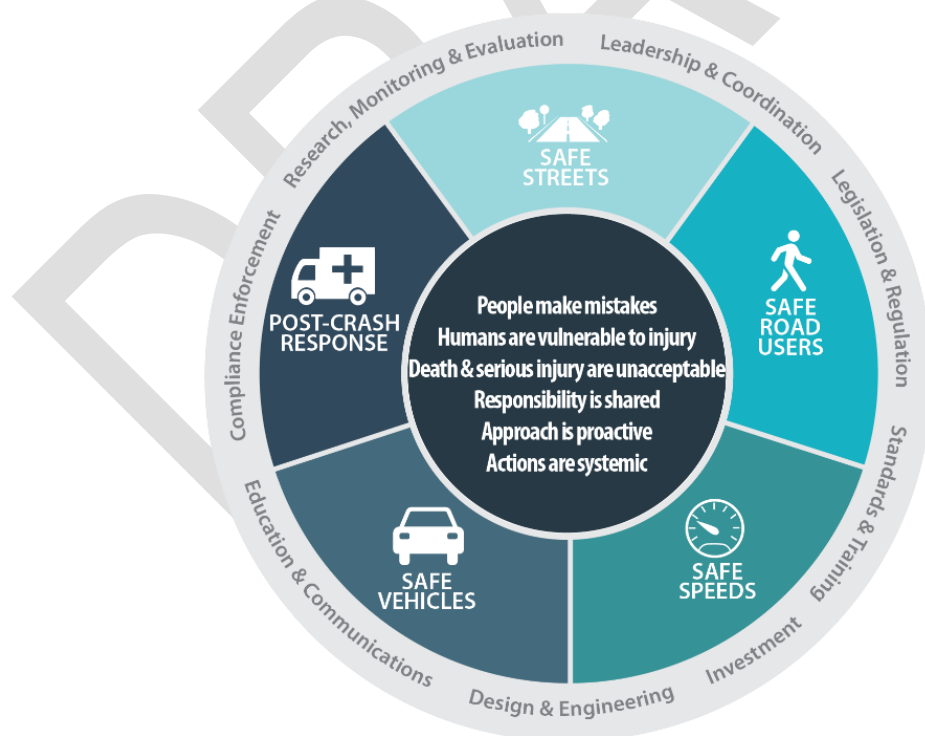 Research, Monitoring & Evaluation
Leadership & Coordination
Legislation & Regulation
Standards & Training
Investment
Design & Engineering
Education & Communications
Compliance Enforcement
SAFE
STREETS
SAFE
ROAD
USERS
SAFE
SPEEDS
SAFE
VEHICLES
POST-CRASH
RESPONSE
People make mistakes
Humans are vulnerable to injury
Death & serious injury are unacceptable
Responsibility is shared
Approach is proactive
Actions are systemic